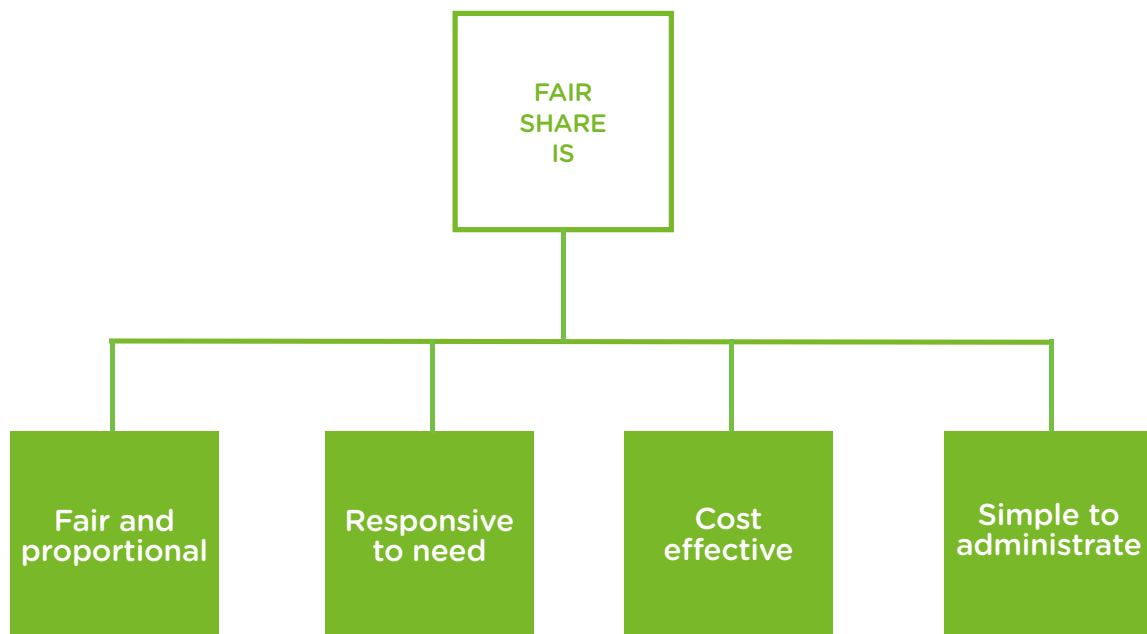 FAIR
SHARE
IS
Fair and
proportional
Responsive
to need
Cost
effective
Simple to
administrate